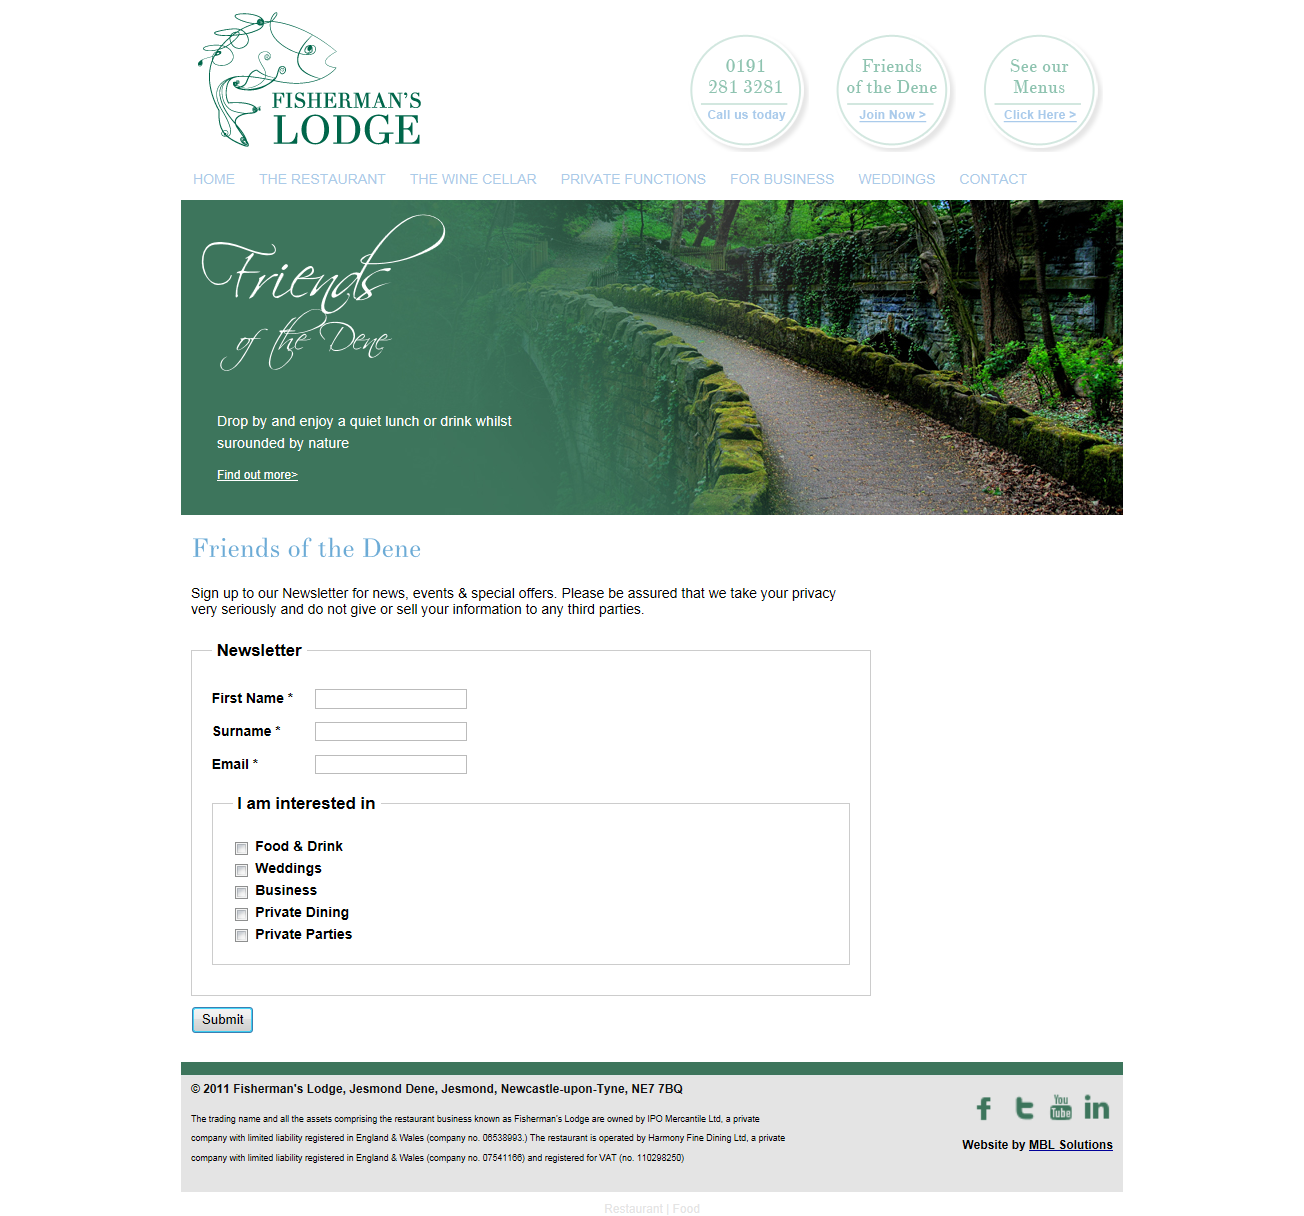 FISHERMAN'S
LODGE
0191
281 3281
Call us today
Friends
of the Dene
Join Now >
See our
Menus
Click Here >
HOME THE RESTAURANT THE WINE CELLAR PRIVATE FUNCTIONS FOR BUSINESS WEDDINGS CONTACT
Friends
of the Dene
Drop by and enjoy a quiet lunch or drink whilst
surounded by nature
Find out more>
Friends of the Dene
Sign up to our Newsletter for news, events & special offers. Please be assured that we take your privacy
very seriously and do not give or sell your information to any third parties.
Newsletter
First Name *
Surname *
Email *
I am interested in
Food & Drink
Weddings
Business
Private Dining
Private Parties
Submit
© 2011 Fisherman's Lodge, Jesmond Dene, Jesmond, Newcastle-upon-Tyne, NE7 7BQ
The trading name and all the assets comprising the restaurant business known as Fisherman's Lodge are owned by IPO Mercantile Ltd, a private
company with limited liability registered in England & Wales (company no. 06538993.) The restaurant is operated by Harmony Fine Dining Ltd, a private
company with limited liability registered in England & Wales (company no. 07541166) and registered for VAT (no. 110298250)
f t You Tube in
Website by MBL Solutions
Restaurant | Food